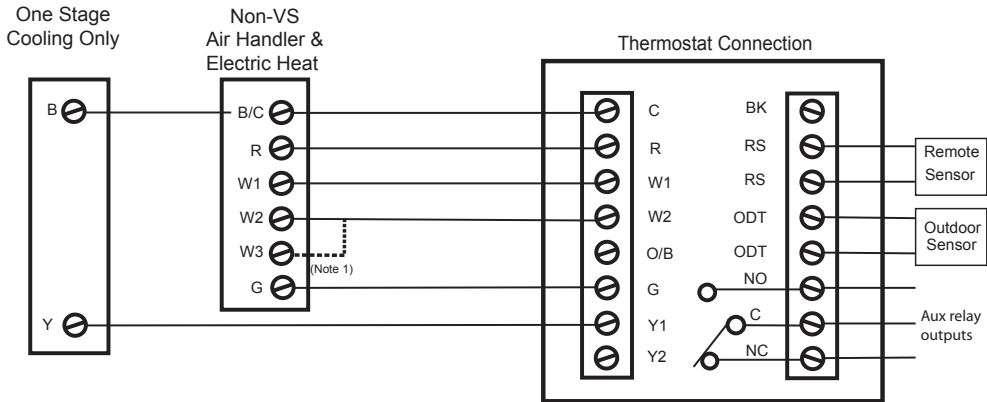 One Stage
Cooling Only
Non-VS
Air Handler &
Electric Heat
Thermostat Connection
B
Y
B/C
R
W1
W2
W3
(Note 1)
G
C
R
W1
W2
O/B
G
Y1
Y2
BK
RS
RS
ODT
ODT
NO
C
NC
Remote
Sensor
Outdoor
Sensor
Aux relay
outputs